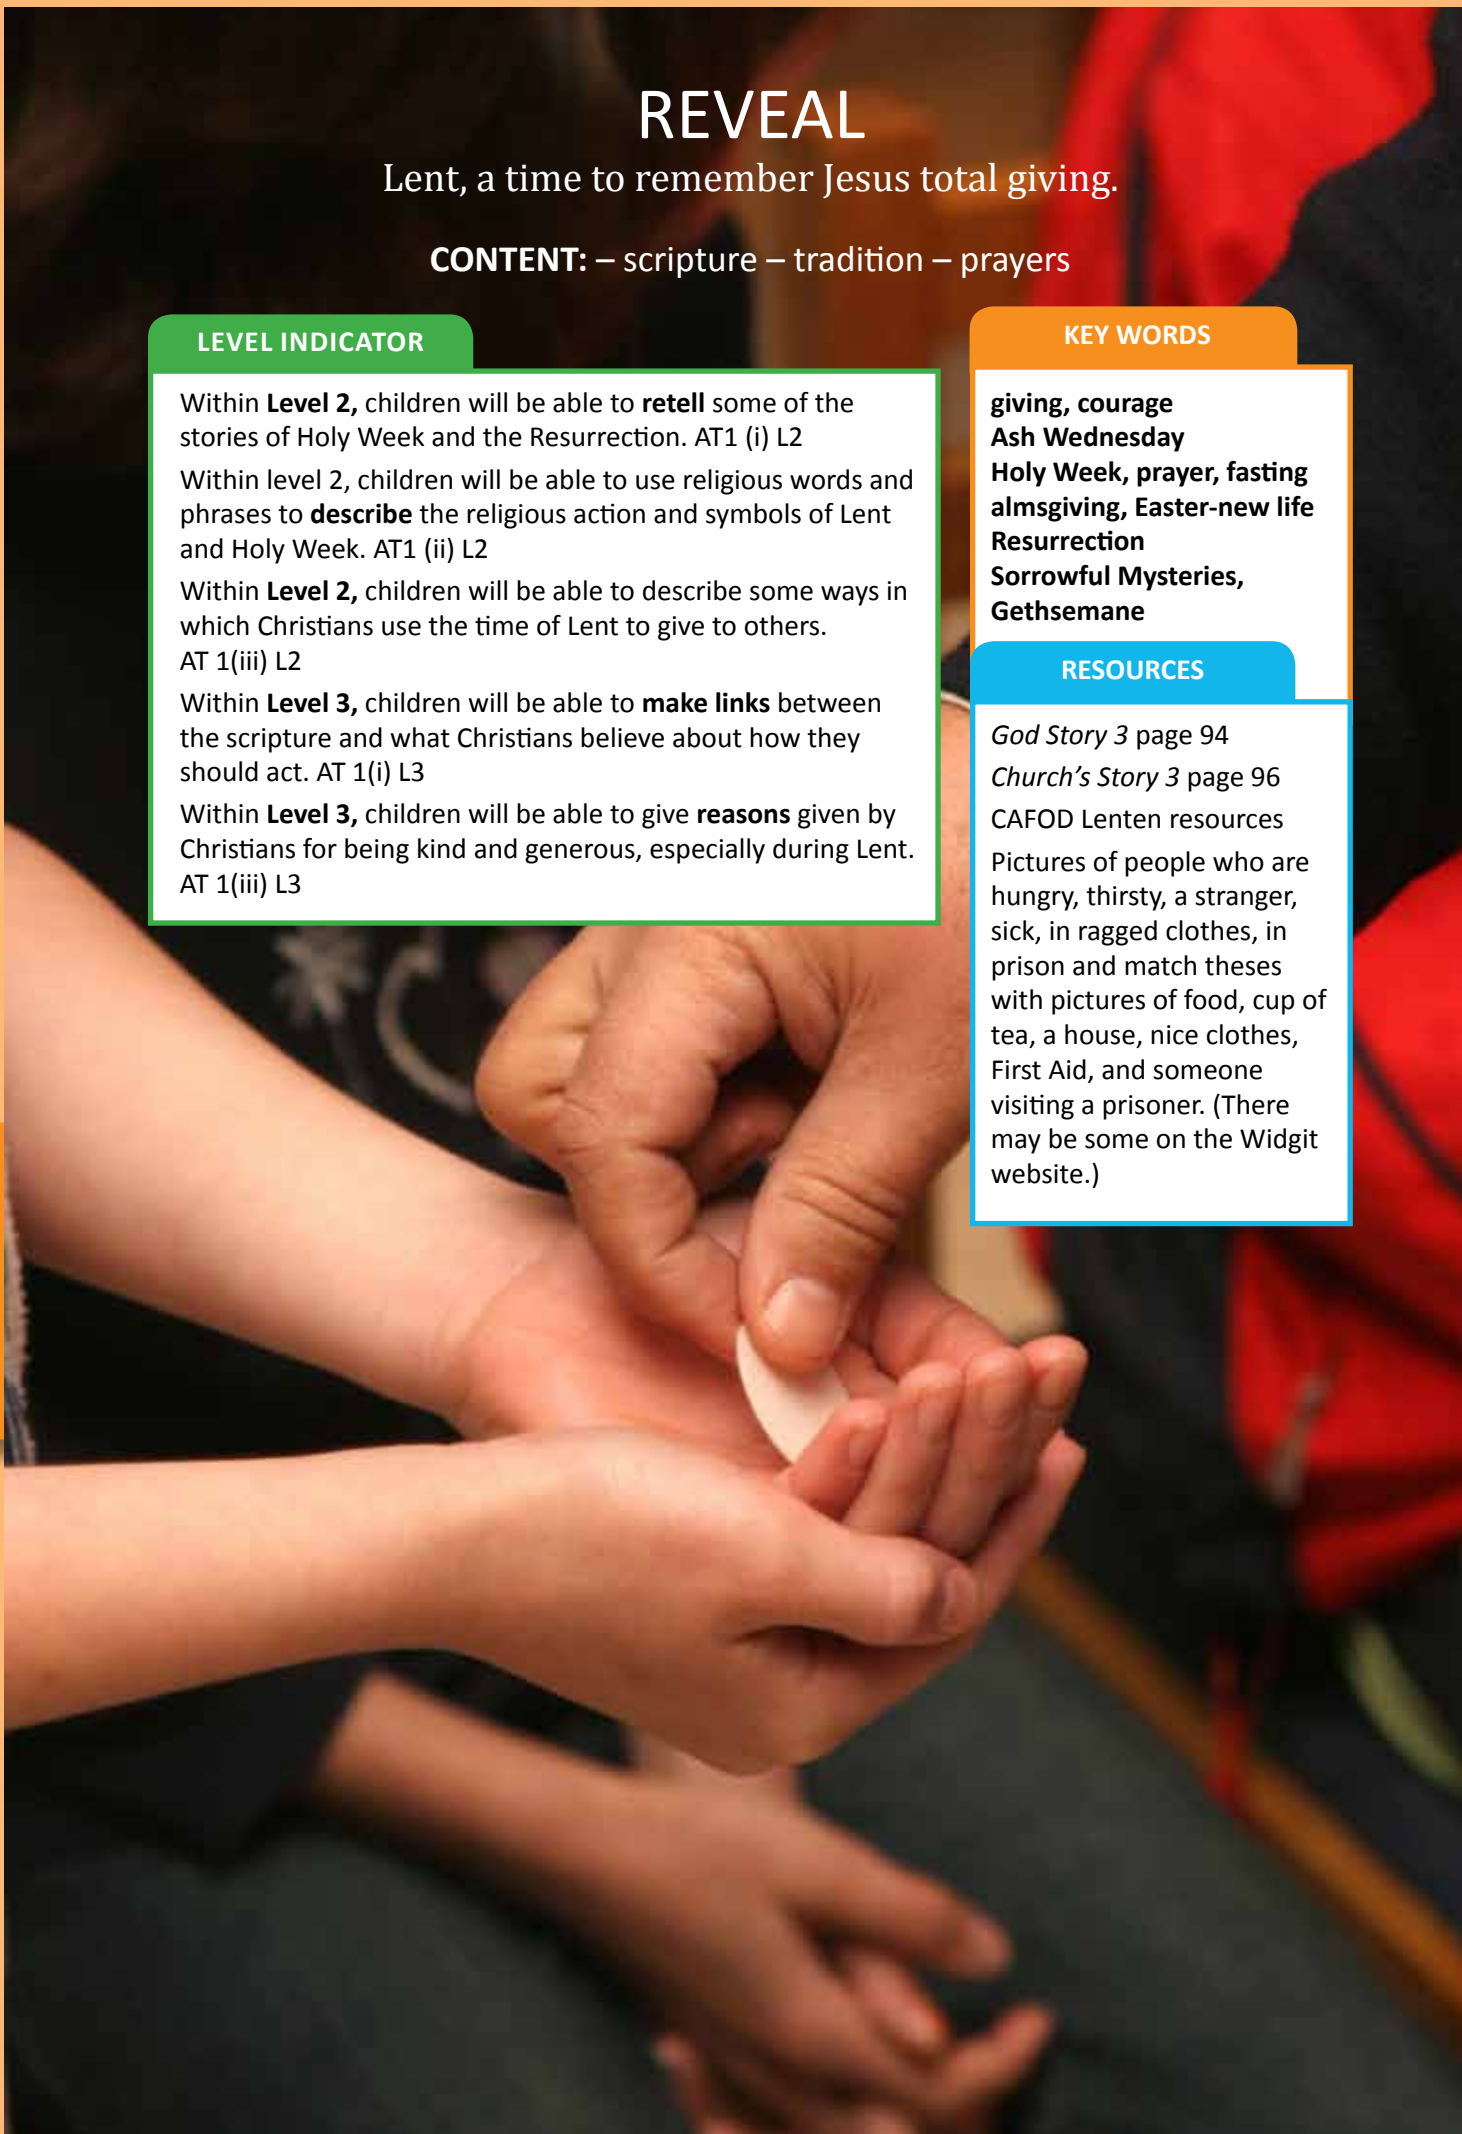 REVEAL
Lent, a time to remember Jesus total giving.
CONTENT: – scripture – tradition – prayers
LEVEL INDICATOR
Within Level 2, children will be able to retell some of the
stories of Holy Week and the Resurrection. AT1 (i) L2
Within level 2, children will be able to use religious words and
phrases to describe the religious action and symbols of Lent
and Holy Week. AT1 (ii) L2
Within Level 2, children will be able to describe some ways in
which Christians use the time of Lent to give to others.
AT 1(iii) L2
Within Level 3, children will be able to make links between
the scripture and what Christians believe about how they
should act. AT 1(i) L3
Within Level 3, children will be able to give reasons given by
Christians for being kind and generous, especially during Lent.
AT 1(iii) L3
KEY WORDS
giving, courage
Ash Wednesday
Holy Week, prayer, fasting
almsgiving, Easter-new life
Resurrection
Sorrowful Mysteries,
Gethsemane
RESOURCES
God Story 3 page 94
Church’s Story 3 page 96
CAFOD Lenten resources
Pictures of people who are
hungry, thirsty, a stranger,
sick, in ragged clothes, in
prison and match theses
with pictures of food, cup of
tea, a house, nice clothes,
First Aid, and someone
visiting a prisoner. (There
may be some on the Widgit
website.)